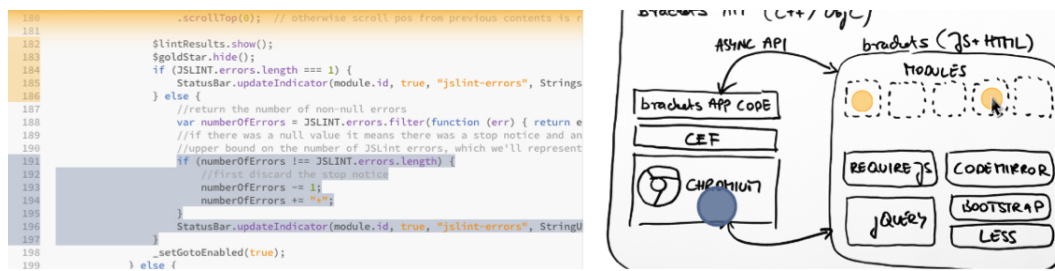 180 .scrollTop(0);  // otherwise scroll pos from previous contents is r
181
182 $lintResults.show();
183 $goldStar.hide();
184 if (JSLINT.errors.length === 1) {
185 StatusBar.updateIndicator(module.id, true, "jslint-errors", Strings
186 } else {
187 //return the number of non-null errors
188 var numberOfErrors = JSLINT.errors.filter(function (err) { return e
189 //if there was a null value it means there was a stop notice and an
190 //upper bound on the number of JSLint errors, which we'll represent
191 if (numberOfErrors !== JSLINT.errors.length) {
192 //first discard the stop notice
193 numberOfErrors -= 1;
194 numberOfErrors += "+";
195 }
196 StatusBar.updateIndicator(module.id, true, "jslint-errors", StringU
197 }
198 _setGotoEnabled(true);
199 } else {
brackets (C++/ObjC)
ASYNC API
brackets (JS+HTML)
MODULES
brackets APP CODE
CEF
CHROMIUM
REQUIREJS
CODEMIRROR
jQUERY
BOOTSTRAP
LESS